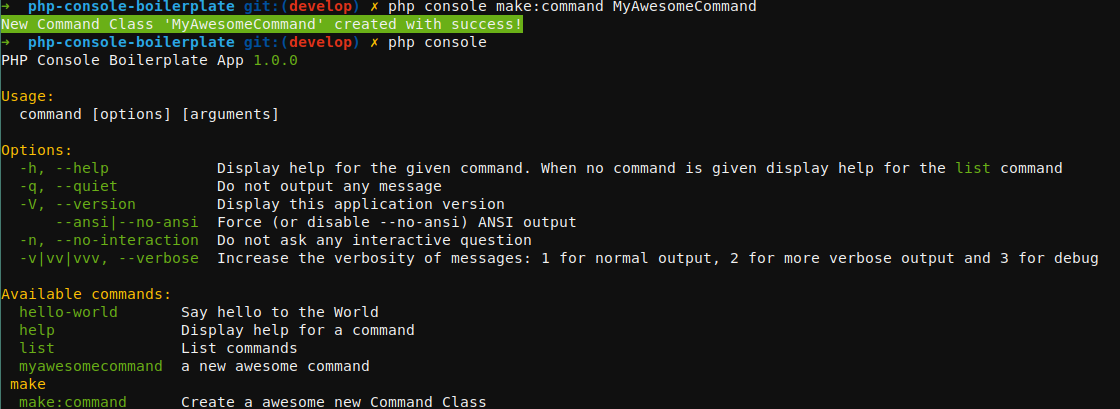 ➜  php-console-boilerplate git:(develop) ✗ php console make:command MyAwesomeCommand
New Command Class 'MyAwesomeCommand' created with success!
➜  php-console-boilerplate git:(develop) ✗ php console
PHP Console Boilerplate App 1.0.0

Usage:
  command [options] [arguments]

Options:
  -h, --help            Display help for the given command. When no command is given display help for the list command
  -q, --quiet           Do not output any message
  -V, --version         Display this application version
      --ansi|--no-ansi  Force (or disable --no-ansi) ANSI output
  -n, --no-interaction  Do not ask any interactive question
  -v|vv|vvv, --verbose  Increase the verbosity of messages: 1 for normal output, 2 for more verbose output and 3 for debug

Available commands:
  hello-world       Say hello to the World
  help              Display help for a command
  list              List commands
  myawesomecommand  a new awesome command
 make
  make:command      Create a awesome new Command Class